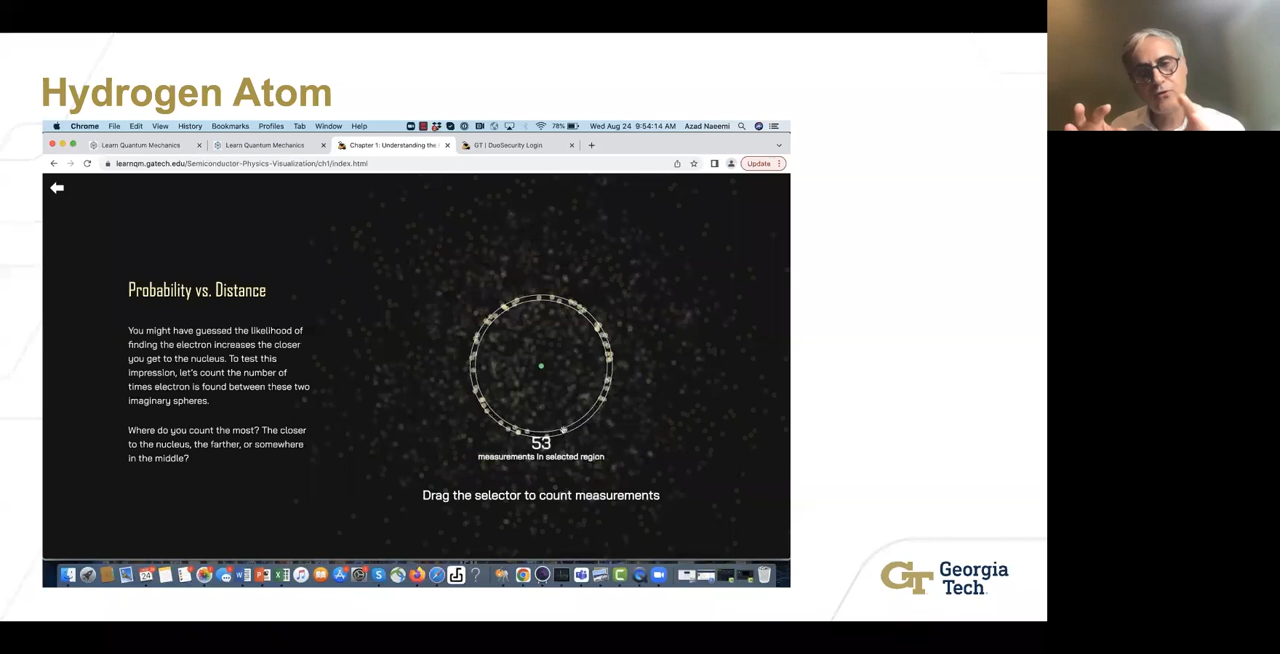 Hydrogen Atom
Chrome File Edit View History Bookmarks Profiles Tab Window Help 78% Wed Aug 24 9:54:14 AM Azad Naeemi
Learn Quantum Mechanics × Learn Quantum Mechanics × Chapter 1: Understanding the × GT | DuoSecurity Login × +
learnqm.gatech.edu/Semiconductor-Physics-Visualization/ch1/index.html Update
Probability vs. Distance
You might have guessed the likelihood of
finding the electron increases the closer
you get to the nucleus. To test this
impression, let's count the number of
times electron is found between these two
imaginary spheres.
Where do you count the most? The closer
to the nucleus, the farther, or somewhere
in the middle?
53
measurements in selected region
Drag the selector to count measurements
24
GT Georgia
Tech